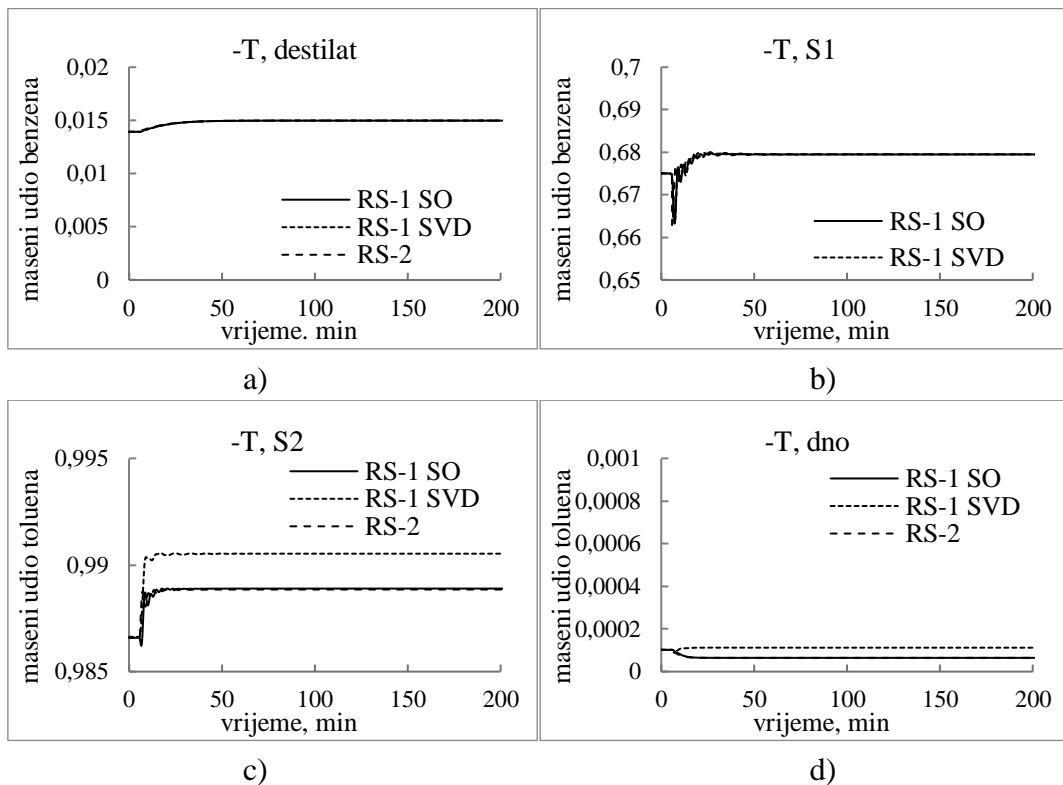 -T, destilat
maseni udio benzena
0,02
0,015
0,01
0,005
0
RS-1 SO
RS-1 SVD
RS-2
0 50 100 150 200
vrijeme. min
a)
-T, S1
maseni udio benzena
0,7
0,69
0,68
0,67
0,66
0,65
RS-1 SO
RS-1 SVD
0 50 100 150 200
vrijeme, min
b)
-T, S2
maseni udio toluena
0,995
0,99
0,985
RS-1 SO
RS-1 SVD
RS-2
0 50 100 150 200
vrijeme, min
c)
-T, dno
maseni udio toluena
0,001
0,0008
0,0006
0,0004
0,0002
0
RS-1 SO
RS-1 SVD
RS-2
0 50 100 150 200
vrijeme, min
d)